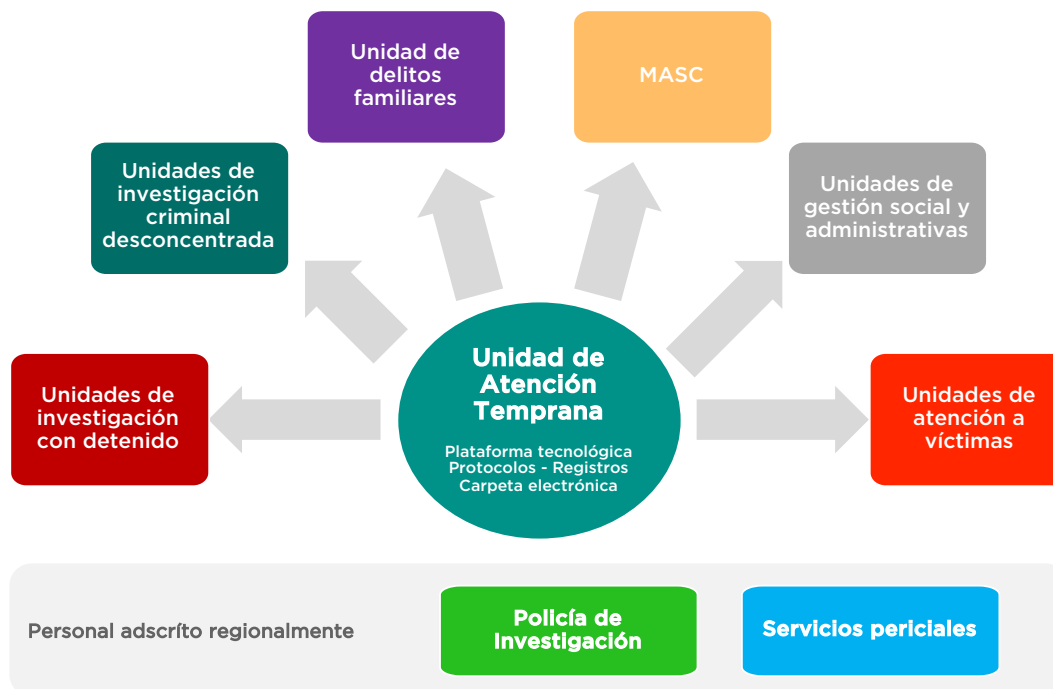 Unidad de
delitos
familiares
MASC
Unidades de
investigación
criminal
desconcentrada
Unidades de
gestión social y
administrativas
Unidades de
investigación
con detenido
Unidad de
Atención
Temprana
Plataforma tecnológica
Protocolos - Registros
Carpeta electrónica
Unidades de
atención a
víctimas
Personal adscríto regionalmente
Policía de
Investigación
Servicios periciales